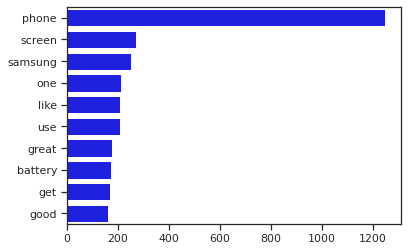 phone
screen
samsung
one
like
use
great
battery
get
good
0 200 400 600 800 1000 1200